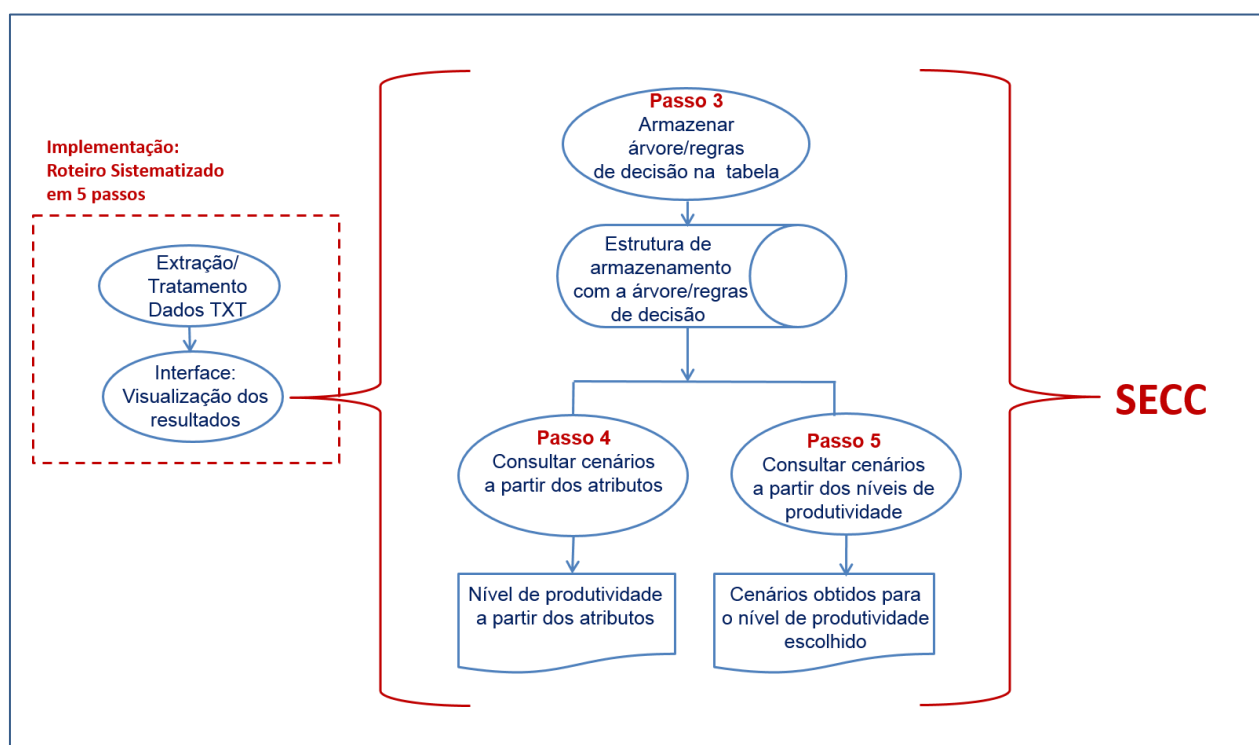 Implementação:
Roteiro Sistematizado
em 5 passos
Extração/
Tratamento
Dados TXT
Interface:
Visualização dos
resultados
Passo 3
Armazenar
árvore/regras
de decisão na tabela
Estrutura de
armazenamento
com a árvore/regras
de decisão
Passo 4
Consultar cenários
a partir dos atributos
Passo 5
Consultar cenários
a partir dos níveis de
produtividade
Nível de produtividade
a partir dos atributos
Cenários obtidos para
o nível de produtividade
escolhido
SECC